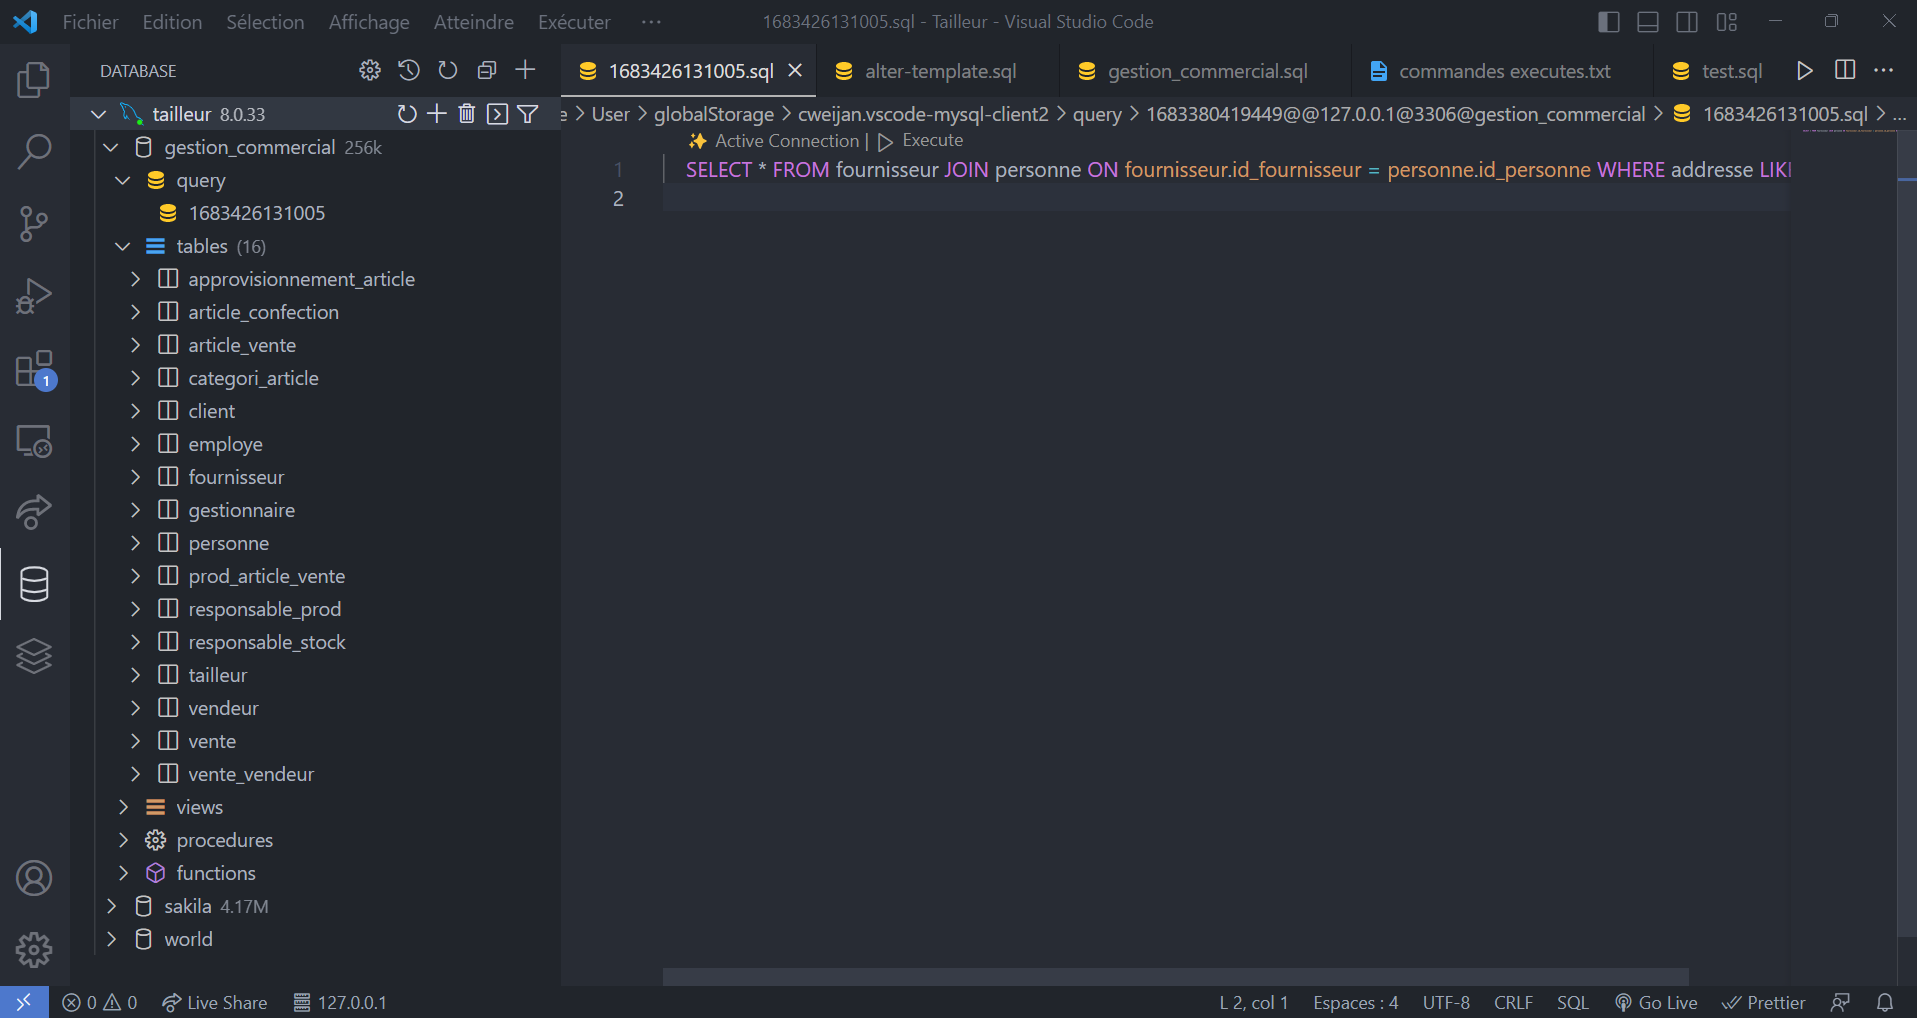 Fichier Edition Sélection Affichage Atteindre Exécuter ··· 1683426131005.sql - Tailleur - Visual Studio Code
DATABASE
1683426131005.sql alter-template.sql gestion_commercial.sql commandes executes.txt test.sql ···
tailleur 8.0.33
e > User > globalStorage > cweijan.vscode-mysql-client2 > query > 1683380419449@@127.0.0.1@3306@gestion_commercial > 1683426131005.sql > ...
Active Connection | Execute
gestion_commercial 256k
1 SELECT * FROM fournisseur JOIN personne ON fournisseur.id_fournisseur = personne.id_personne WHERE addresse LIKI
query
2
1683426131005
tables (16)
approvisionnement_article
article_confection
article_vente
categori_article
1
client
employe
fournisseur
gestionnaire
personne
prod_article_vente
responsable_prod
responsable_stock
tailleur
vendeur
vente
vente_vendeur
views
procedures
functions
sakila 4.17M
world
0 0 Live Share 127.0.0.1 L 2, col 1 Espaces : 4 UTF-8 CRLF SQL Go Live Prettier